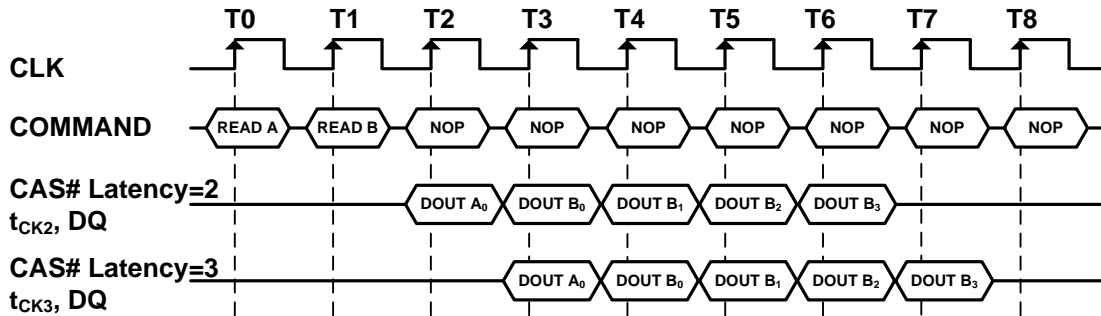 T0 T1 T2 T3 T4 T5 T6 T7 T8
CLK
COMMAND READ A READ B NOP NOP NOP NOP NOP NOP NOP
CAS# Latency=2
tCK2, DQ DOUT A0 DOUT B0 DOUT B1 DOUT B2 DOUT B3
CAS# Latency=3
tCK3, DQ DOUT A0 DOUT B0 DOUT B1 DOUT B2 DOUT B3